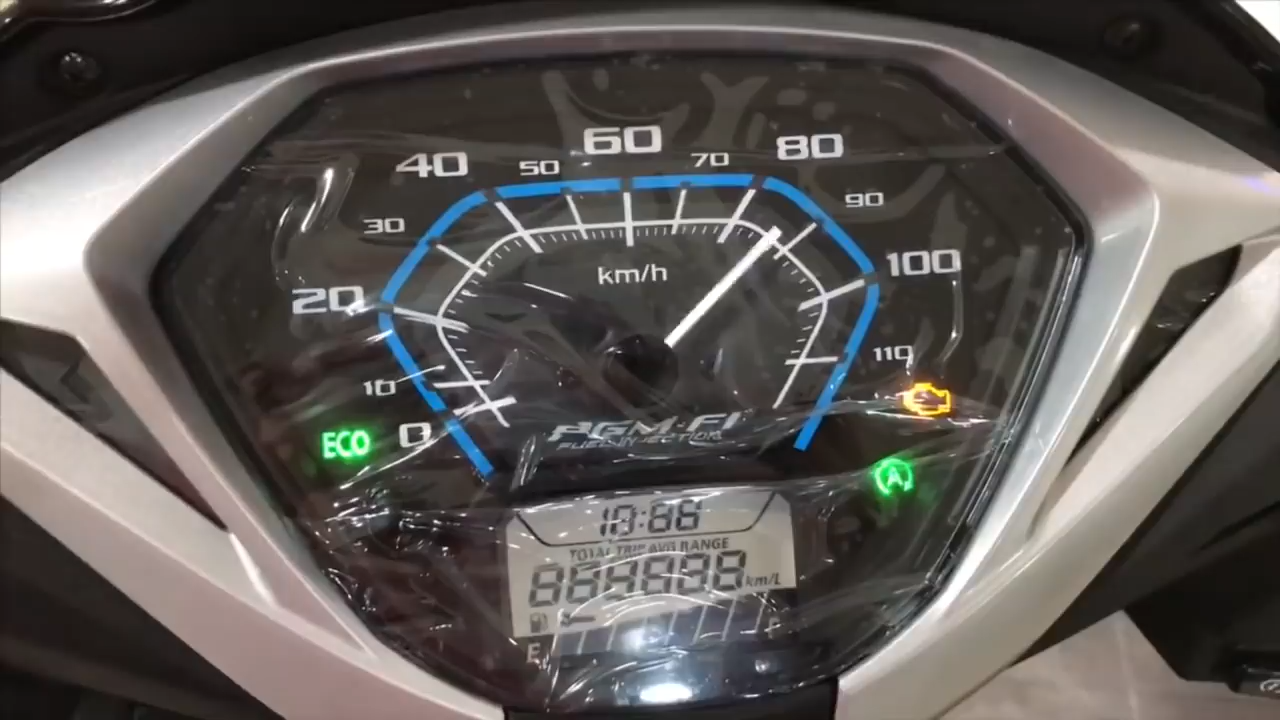 60
80
40
50
70
30
90
20
km/h
100
110
10
ECO
0
PGM-FI
FUEL INJECTION
A
18:88
TOTAL TRIP AVG RANGE
888888 km/L
E
F